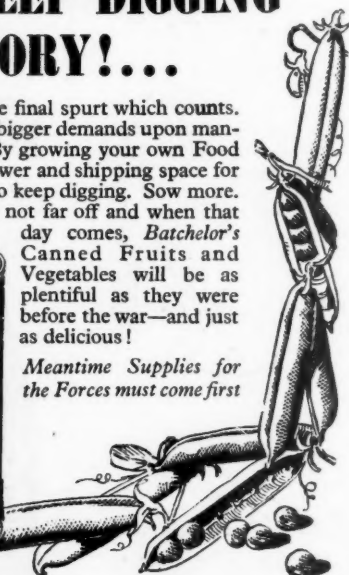 DIGGING
ORY!...
e final spurt which counts.
bigger demands upon man-
By growing your own Food
wer and shipping space for
o keep digging. Sow more.
not far off and when that
day comes, Batchelor's
Canned Fruits and
Vegetables will be as
plentiful as they were
before the war—and just
as delicious!
Meantime Supplies for
the Forces must come first